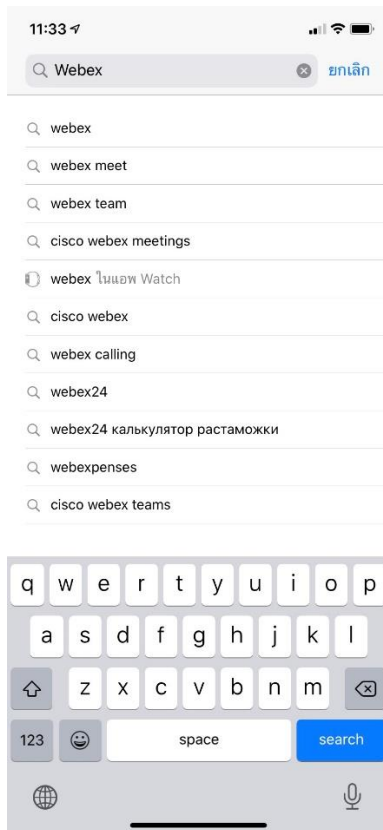 11:33
Webex ยกเลิก
webex
webex meet
webex team
cisco webex meetings
webex ในแอพ Watch
cisco webex
webex calling
webex24
webex24 калькулятор растаможки
webexpenses
cisco webex teams
q w e r t y u i o p
a s d f g h j k l
z x c v b n m
123 space search